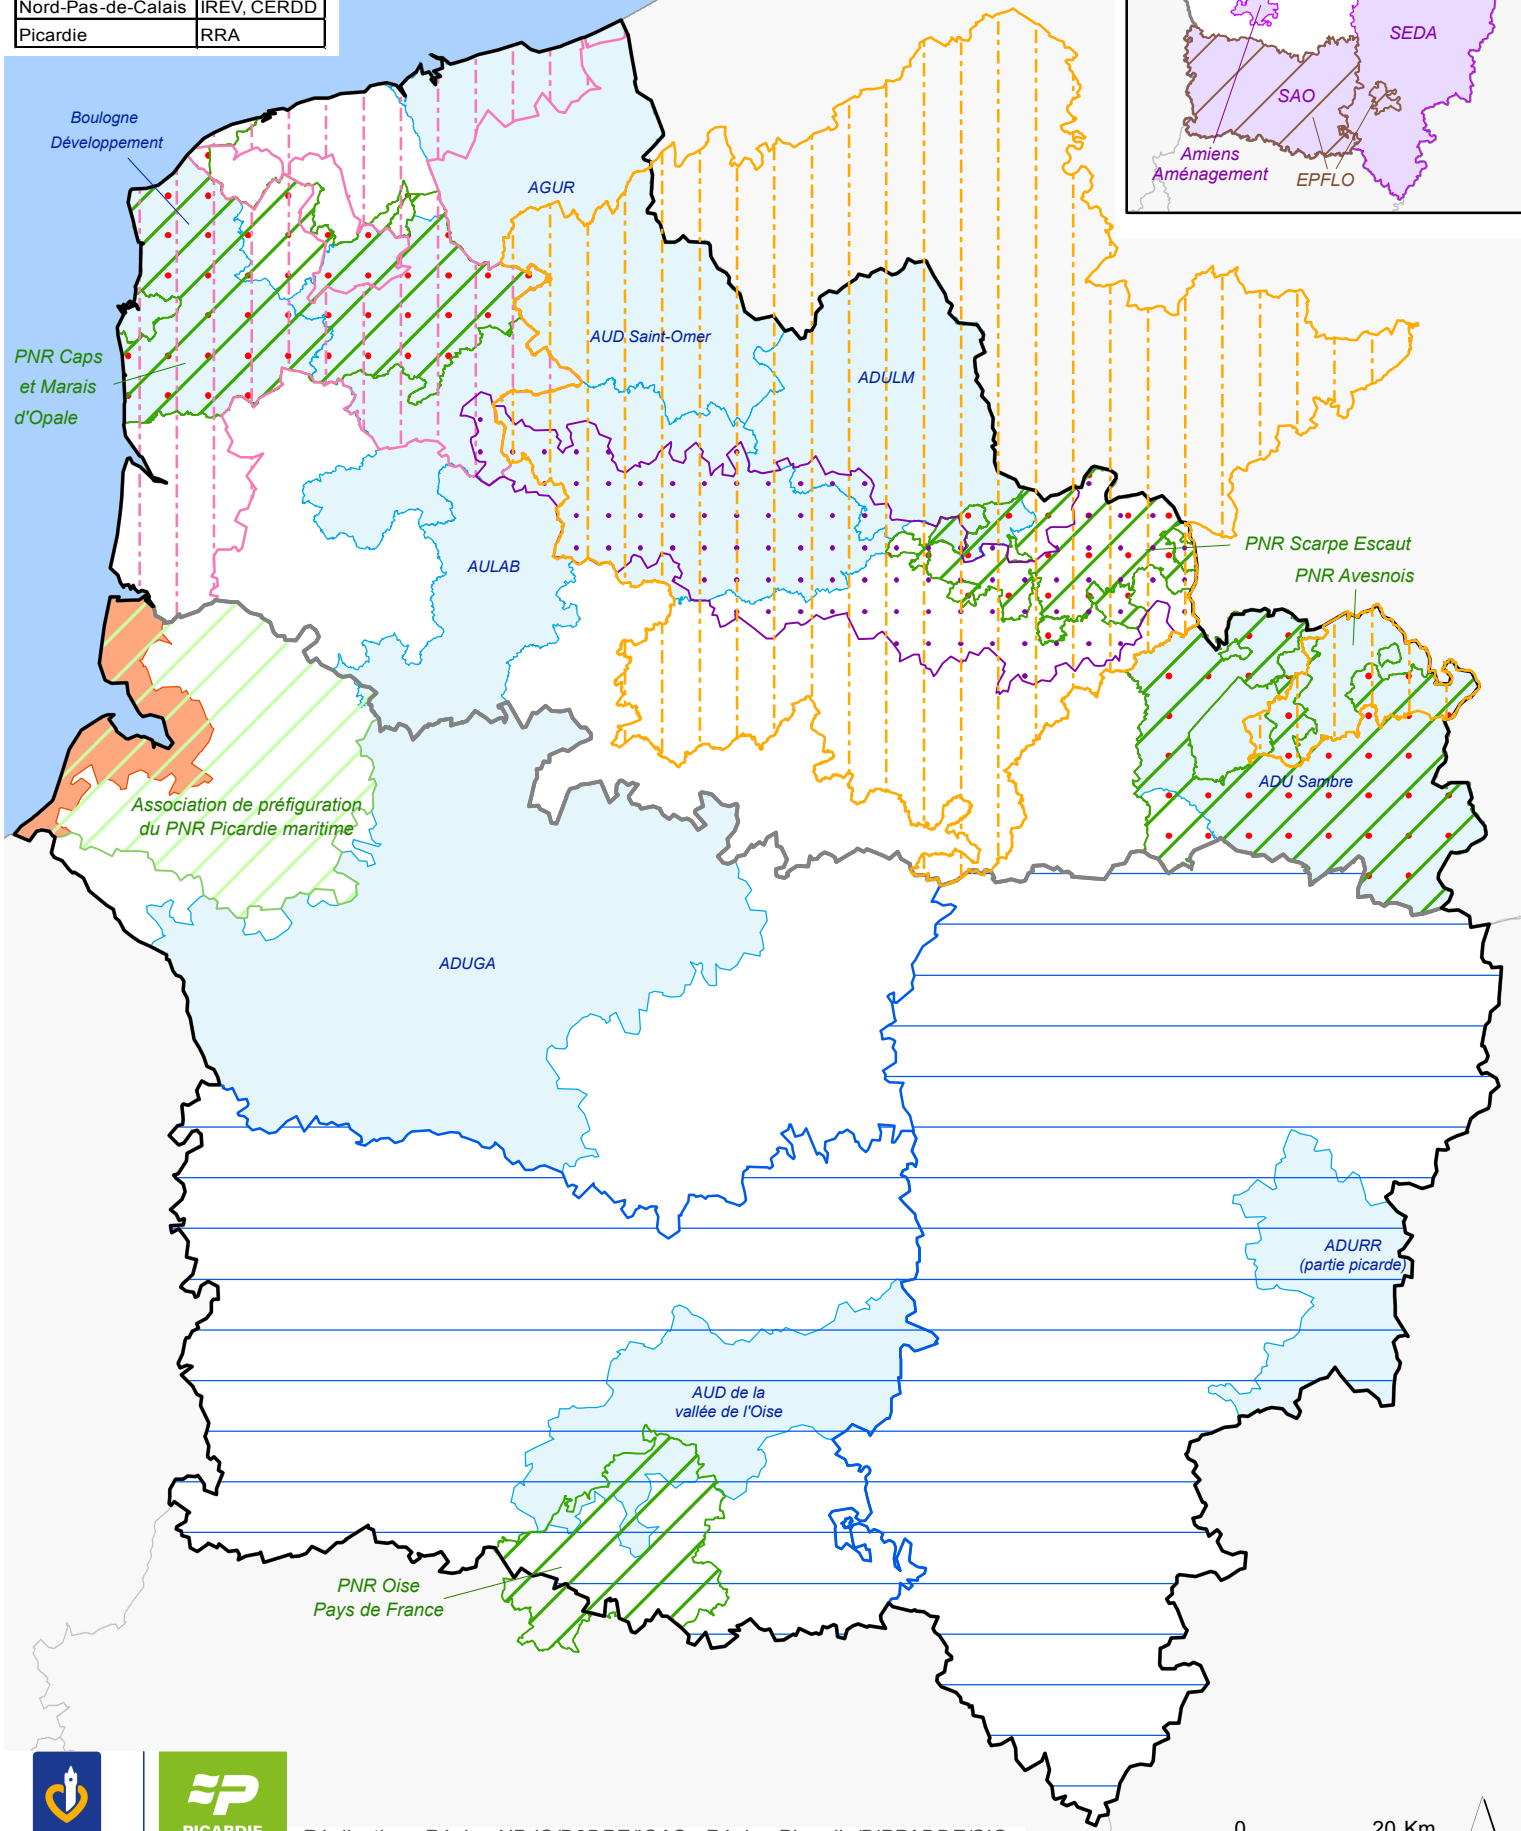 Nord-Pas-de-Calais IREV, CERDD
Picardie RRA
SEDA
SAO
Amiens
Aménagement
EPFLO
Boulogne
Développement
AGUR
AUD Saint-Omer
ADULM
PNR Caps
et Marais
d'Opale
AULAB
PNR Scarpe Escaut
PNR Avesnois
ADU Sambre
Association de préfiguration
du PNR Picardie maritime
ADUGA
ADURR
(partie picarde)
AUD de la
vallée de l'Oise
PNR Oise
Pays de France
PICARDIE
0 20 Km